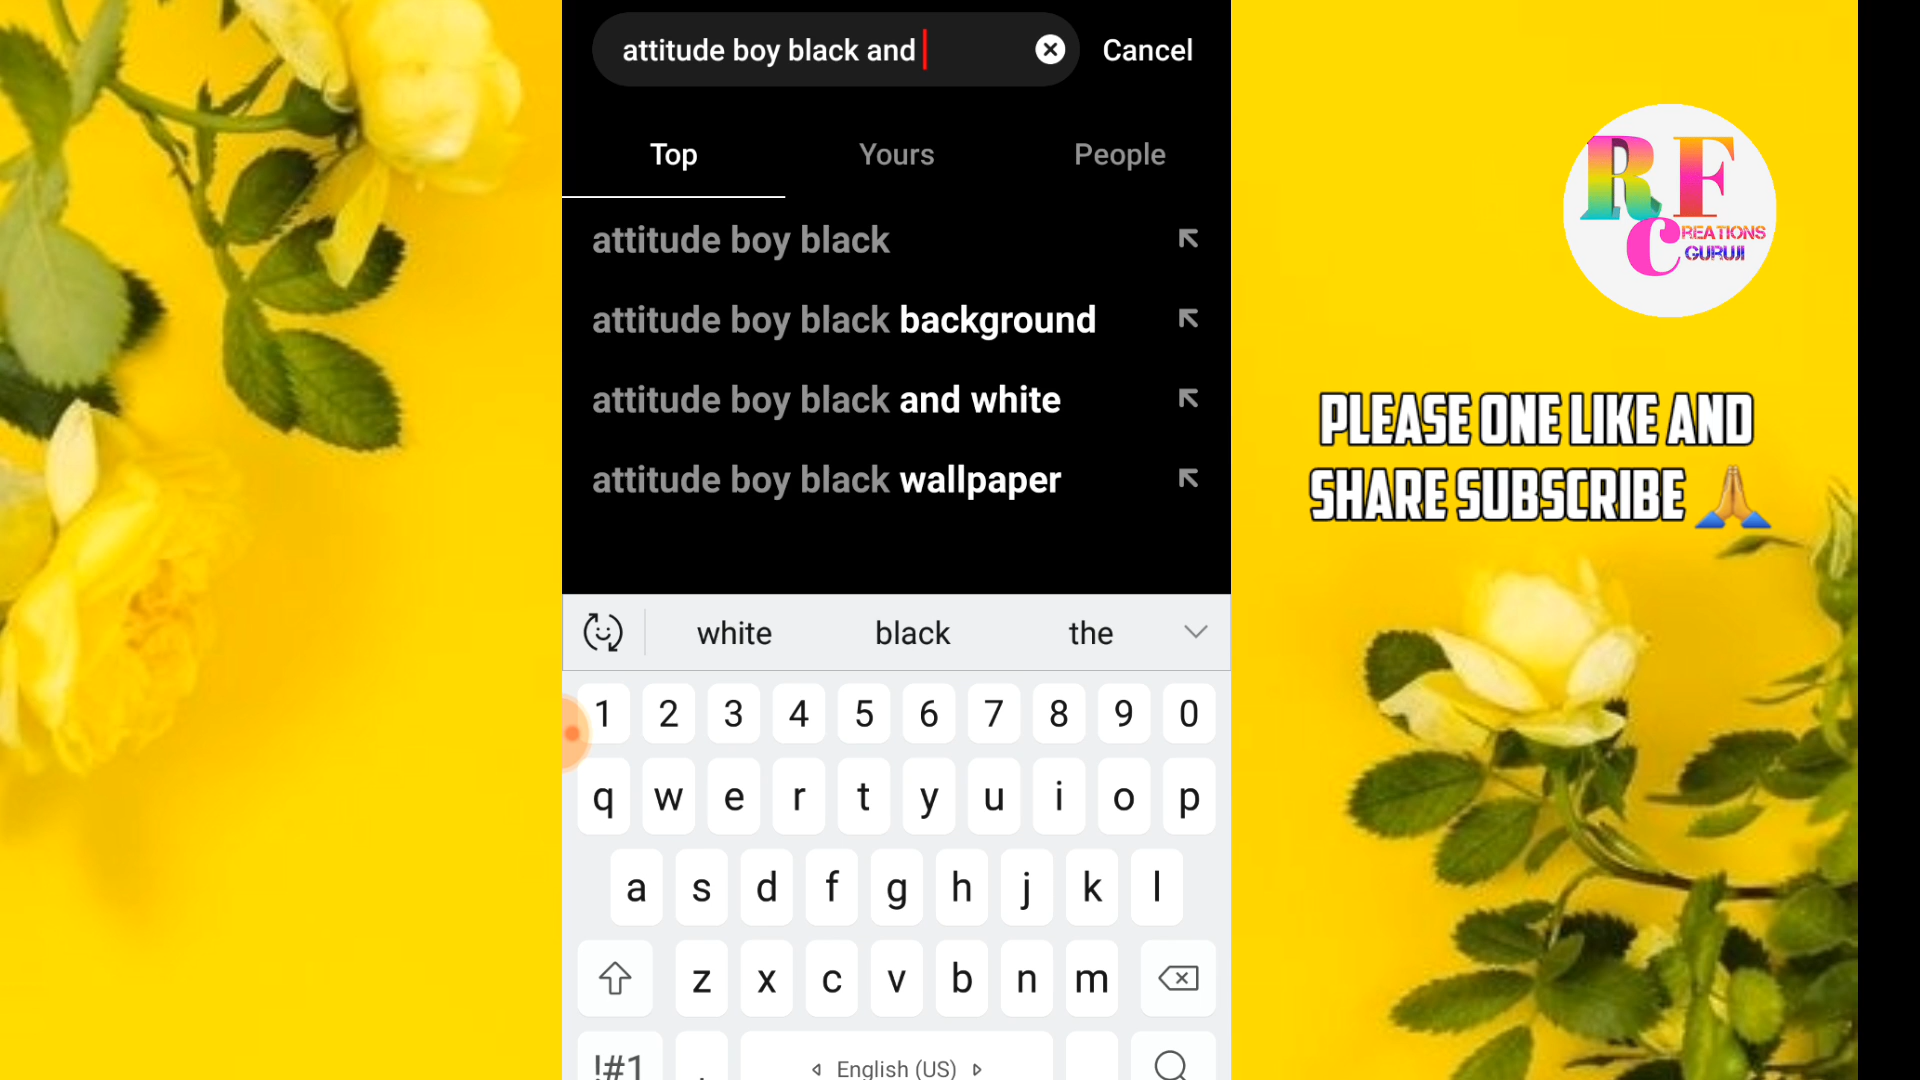 attitude boy black and
Cancel
Top
Yours
People
attitude boy black
attitude boy black background
attitude boy black and white
attitude boy black wallpaper
white
black
the
1 2 3 4 5 6 7 8 9 0
q w e r t y u i o p
a s d f g h j k l
z x c v b n m
!#1 , English (US)
R F
C REATIONS
GURUJI
PLEASE ONE LIKE AND
SHARE SUBSCRIBE 🙏